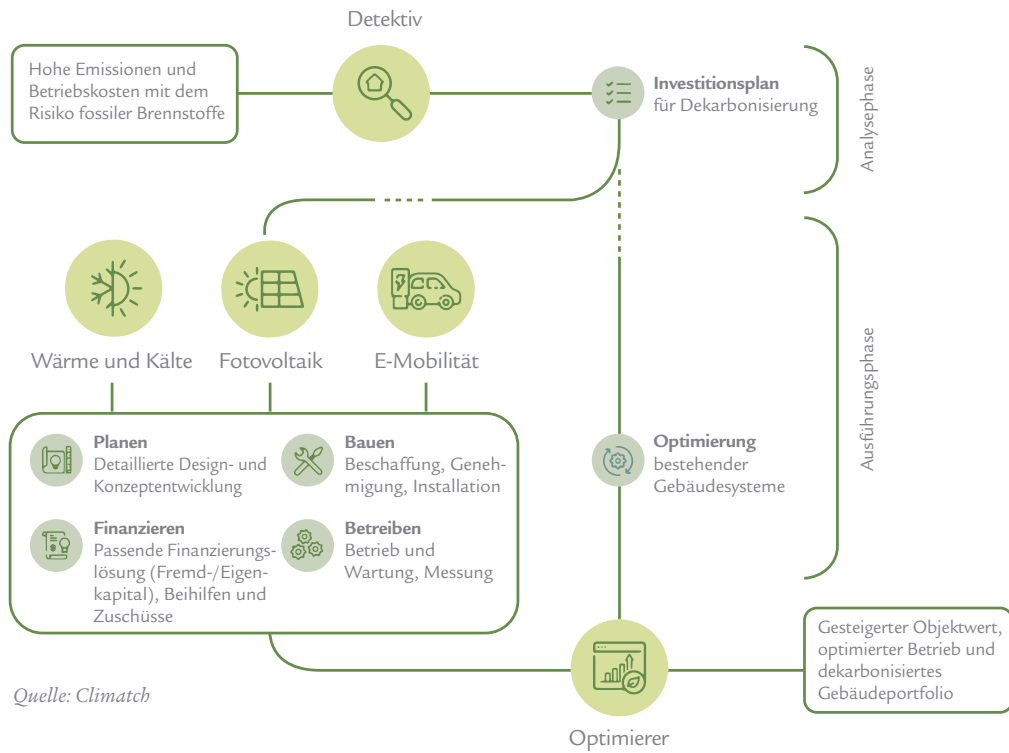 Detektiv
Hohe Emissionen und
Betriebskosten mit dem
Risiko fossiler Brennstoffe
Investitionsplan
für Dekarbonisierung
Analysephase
Wärme und Kälte
Fotovoltaik
E-Mobilität
Planen
Detaillierte Design- und
Konzeptentwicklung
Bauen
Beschaffung, Geneh-
migung, Installation
Finanzieren
Passende Finanzierungs-
lösung (Fremd-/Eigen-
kapital), Beihilfen und
Zuschüsse
Betreiben
Betrieb und
Wartung, Messung
Optimierung
bestehender
Gebäudesysteme
Ausführungsphase
Gesteigerter Objektwert,
optimierter Betrieb und
dekarbonisiertes
Gebäudeportfolio
Optimierer
Quelle: Climatch